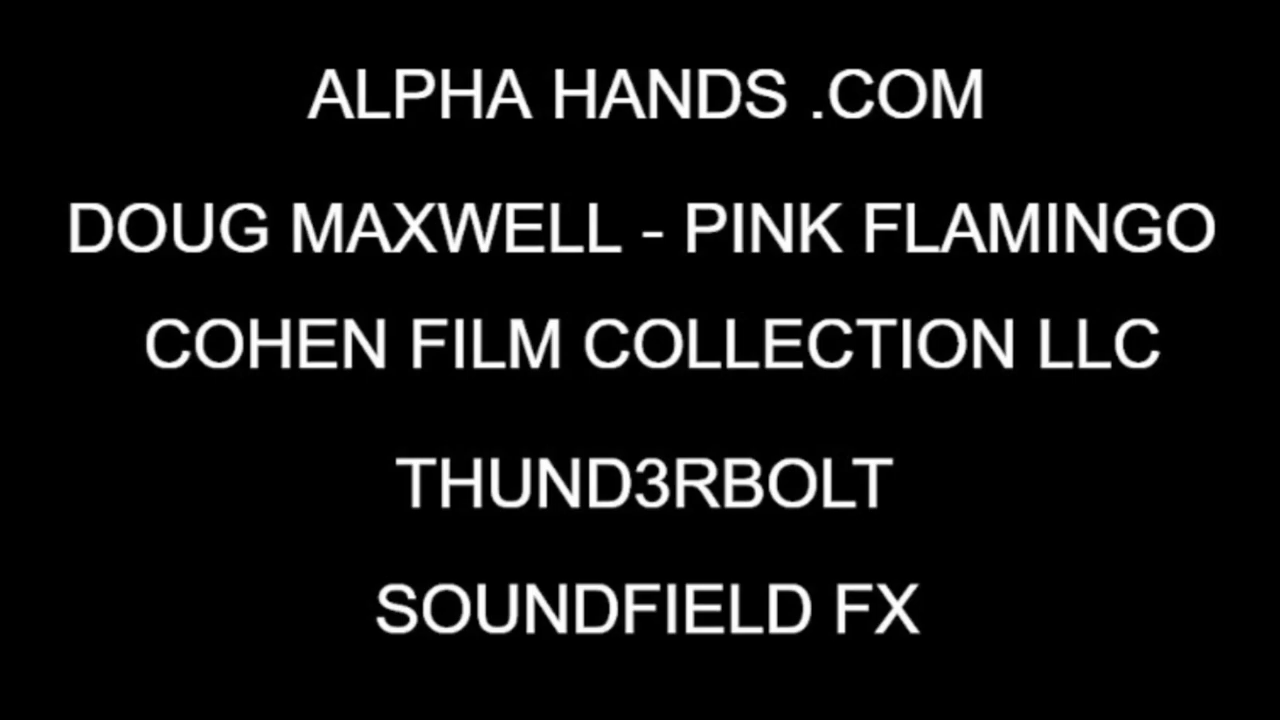 ALPHA HANDS .COM
DOUG MAXWELL - PINK FLAMINGO
COHEN FILM COLLECTION LLC
THUND3RBOLT
SOUNDFIELD FX